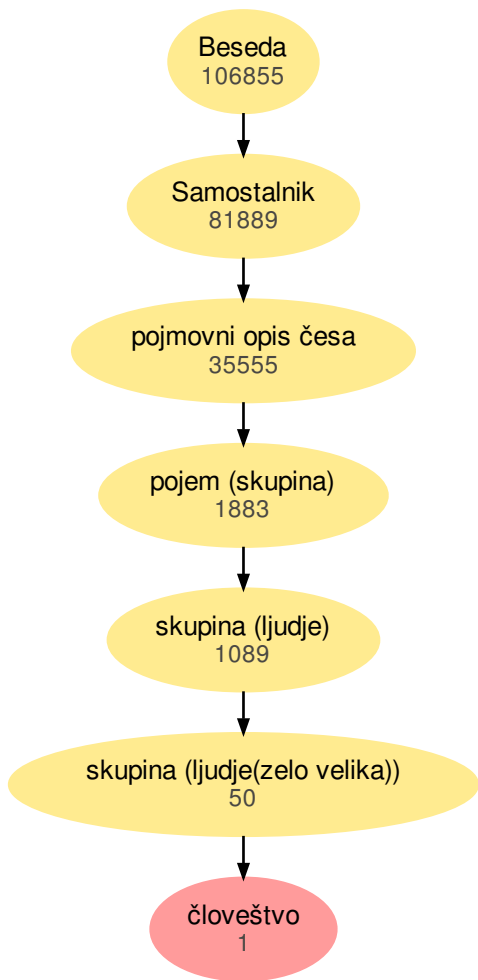 Beseda
106855
Samostalnik
81889
pojmovni opis česa
35555
pojem (skupina)
1883
skupina (ljudje)
1089
skupina (ljudje(zelo velika))
50
človeštvo
1